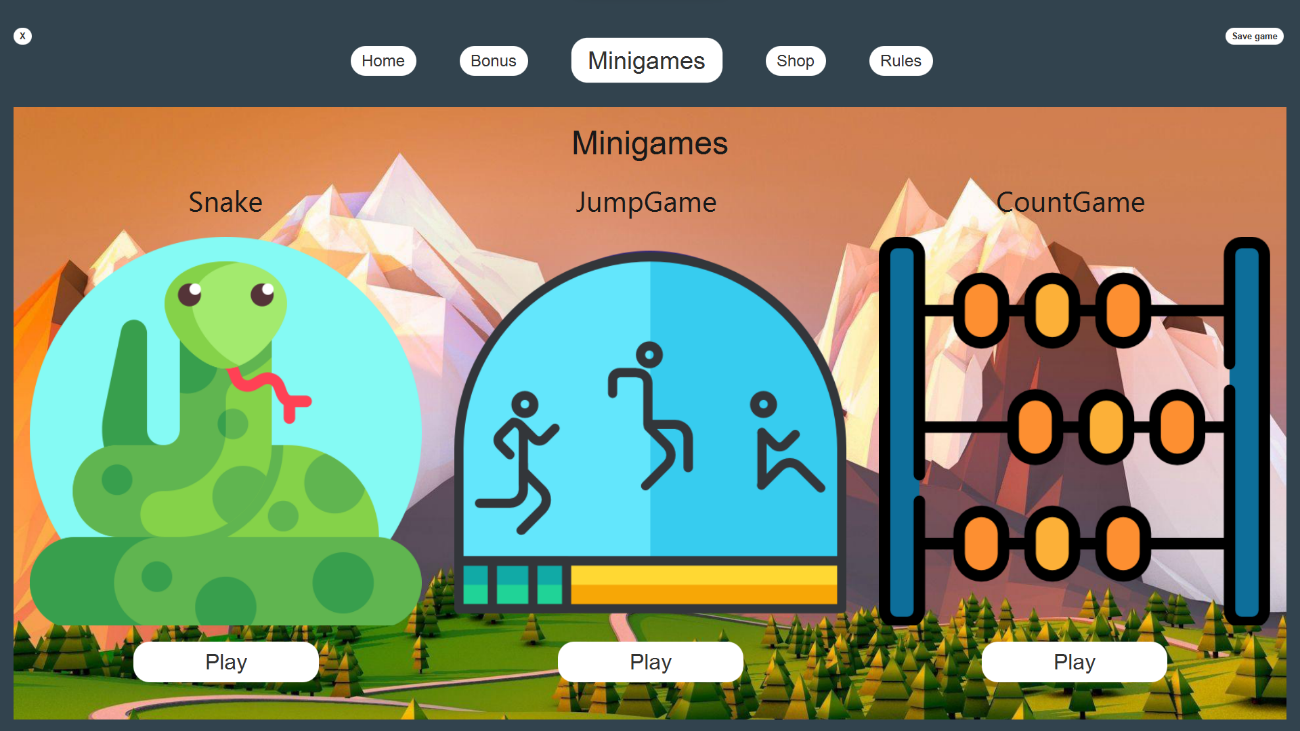 X
Save game
Home
Bonus
Minigames
Shop
Rules
Minigames
Snake
JumpGame
CountGame
Play
Play
Play